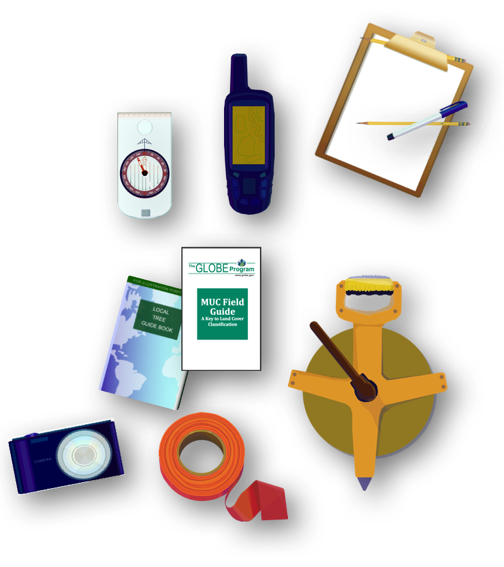 The GLOBE Program
MUC Field
Guide
A Key to Land Cover
Classification
LOCAL
TREE
GUIDE BOOK